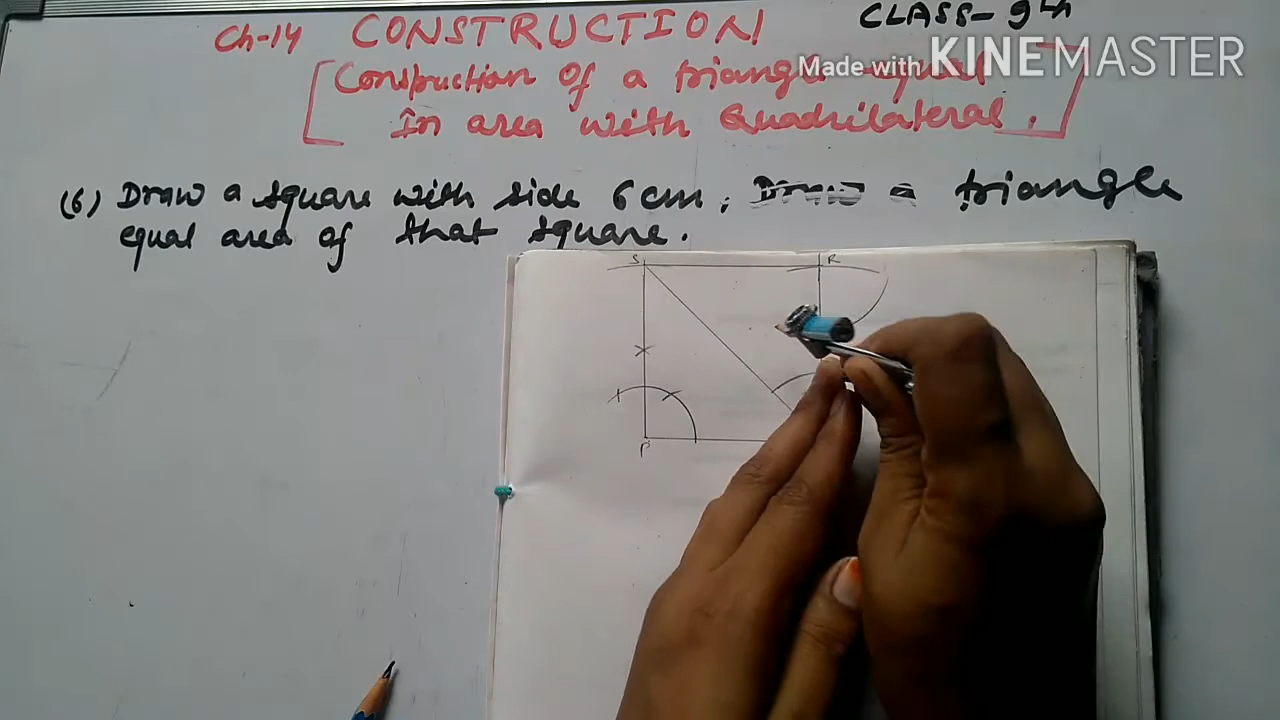 Ch-14 CONSTRUCTION CLASS-9th
Made with KINEMASTER
[Construction Of a triangle equal
In area with Quadrilateral.]
(6) Draw a square with side 6cm, Draw a triangle
equal area of that square.
S R
P